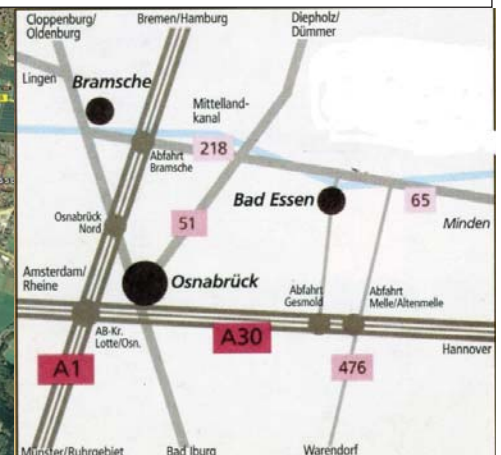 Cloppenburg/
Oldenburg
Bremen/Hamburg
Diepholz/
Dümmer
Lingen
Bramsche
Mittelland-
kanal
218
Abfahrt
Bramsche
Bad Essen
65
Minden
Osnabrück
Nord
51
Amsterdam/
Rheine
Osnabrück
Abfahrt
Gesmold
Abfahrt
Melle/Altenmelle
AB-Kr.
Lotte/Osn.
A30
Hannover
A1
476
Münster/Ruhrgebiet
Bad Iburg
Warendorf